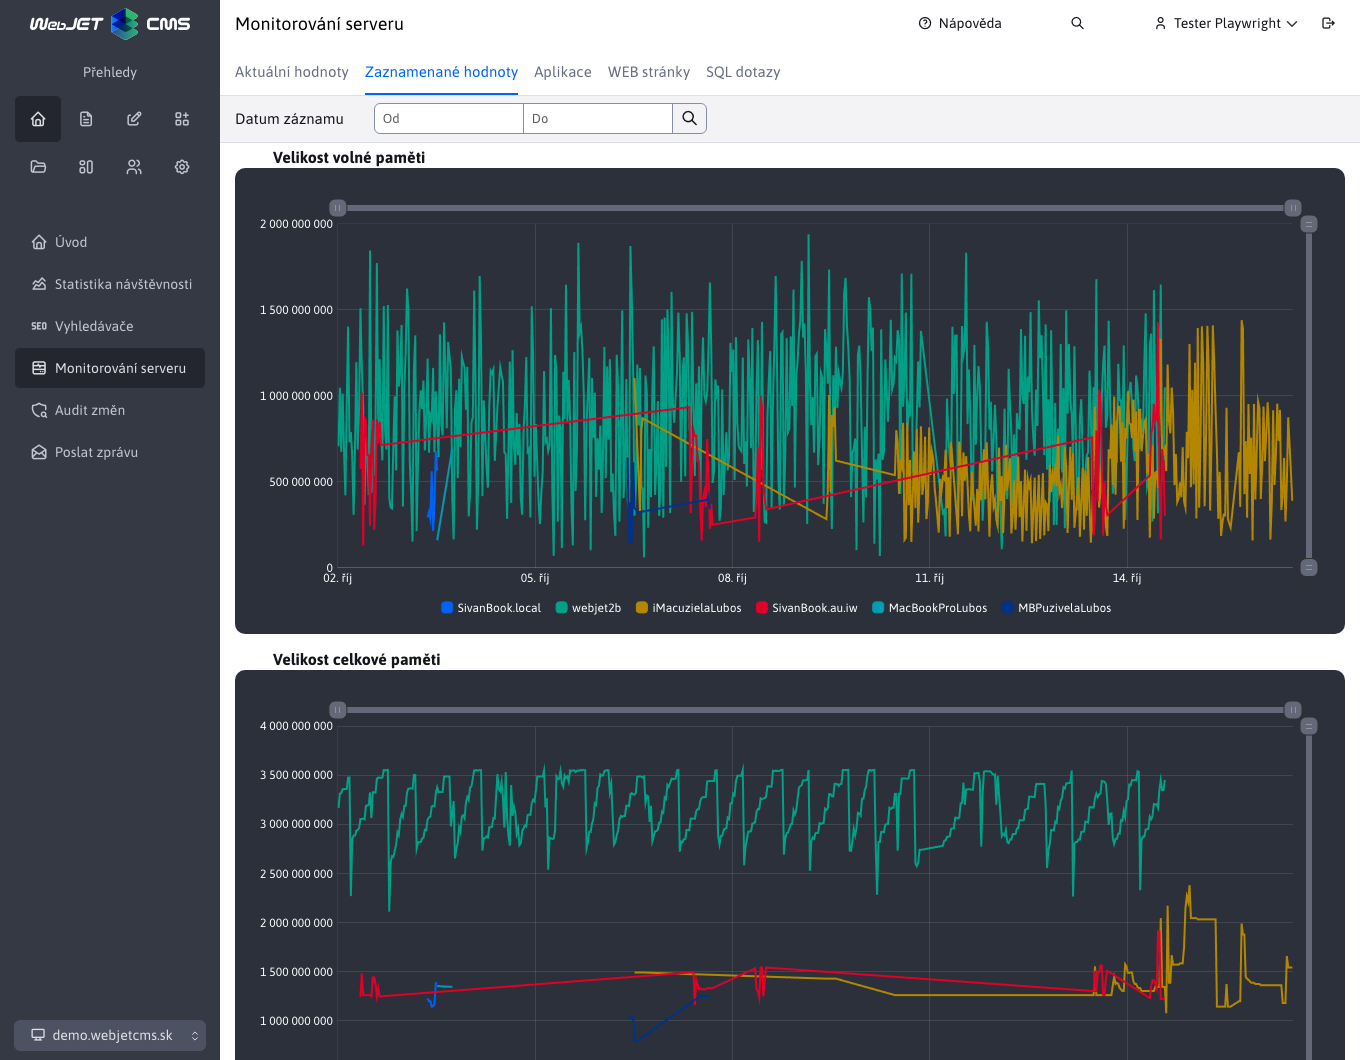 WebJET CMS
Monitorování serveru
Nápověda
Tester Playwright
Přehledy
Aktuální hodnoty
Zaznamenané hodnoty
Aplikace
WEB stránky
SQL dotazy
Datum záznamu
Od
Do
Úvod
Statistika návštěvnosti
SEO Vyhledávače
Monitorování serveru
Audit změn
Poslat zprávu
demo.webjetcms.sk
Velikost volné paměti
2 000 000 000
1 500 000 000
1 000 000 000
500 000 000
0
02. říj
05. říj
08. říj
11. říj
14. říj
SivanBook.local
webjet2b
iMacuzielaLubos
SivanBook.au.iw
MacBookProLubos
MBPuzivelaLubos
Velikost celkové paměti
4 000 000 000
3 500 000 000
3 000 000 000
2 500 000 000
2 000 000 000
1 500 000 000
1 000 000 000